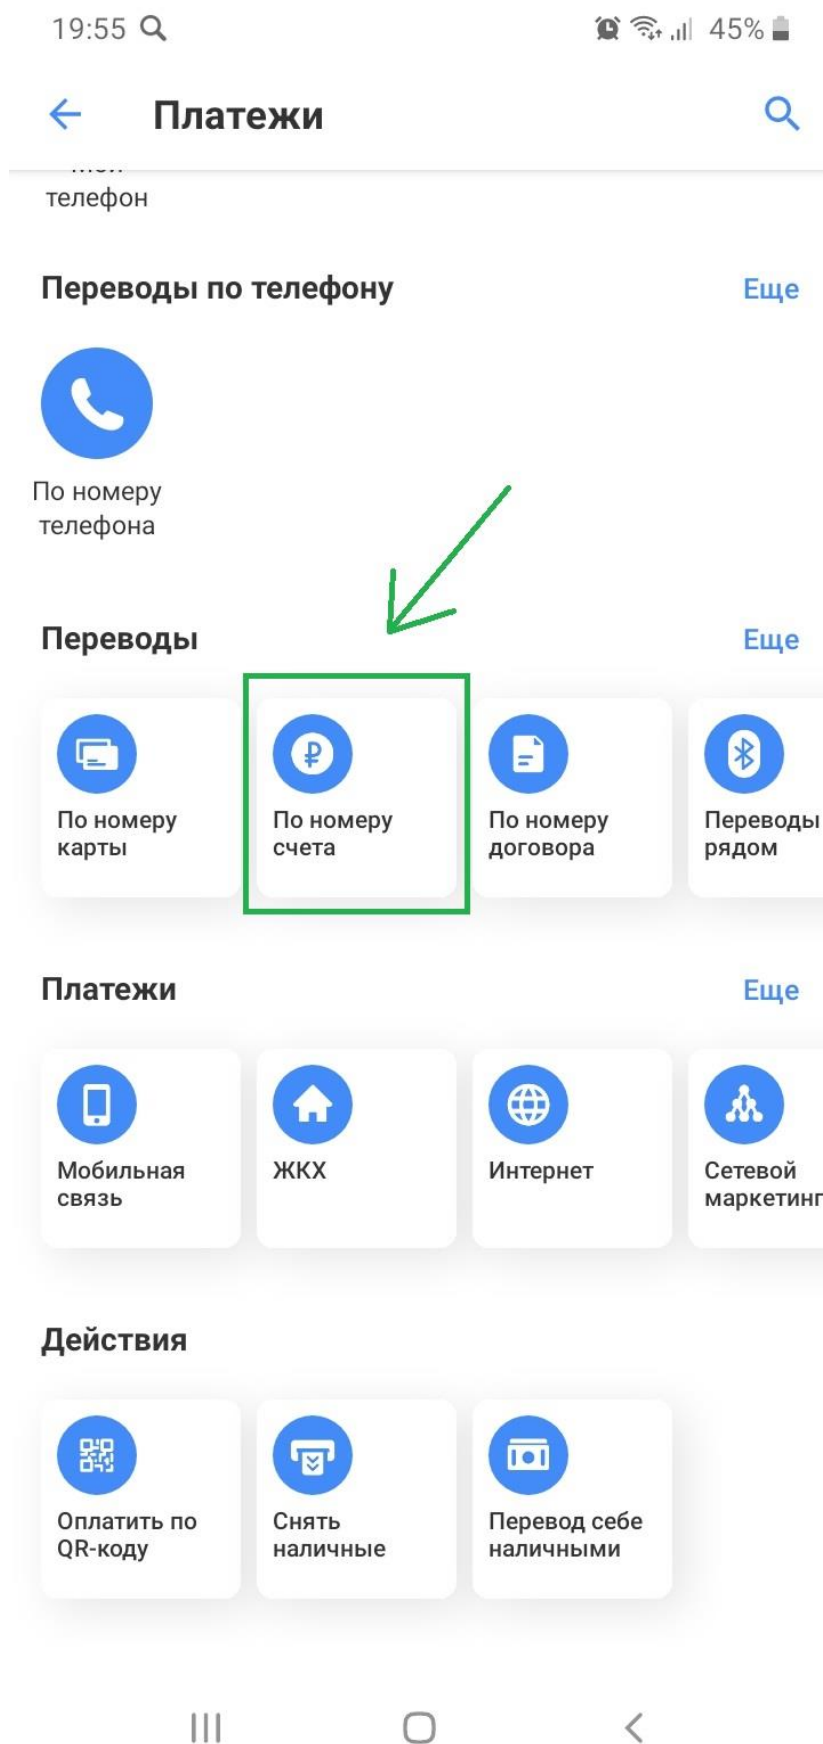 19:55
45%
Платежи
телефон
Переводы по телефону
Еще
По номеру
телефона
Переводы
Еще
По номеру
карты
По номеру
счета
По номеру
договора
Переводы
рядом
Платежи
Еще
Мобильная
связь
ЖКХ
Интернет
Сетевой
маркетинг
Действия
Оплатить по
QR-коду
Снять
наличные
Перевод себе
наличными